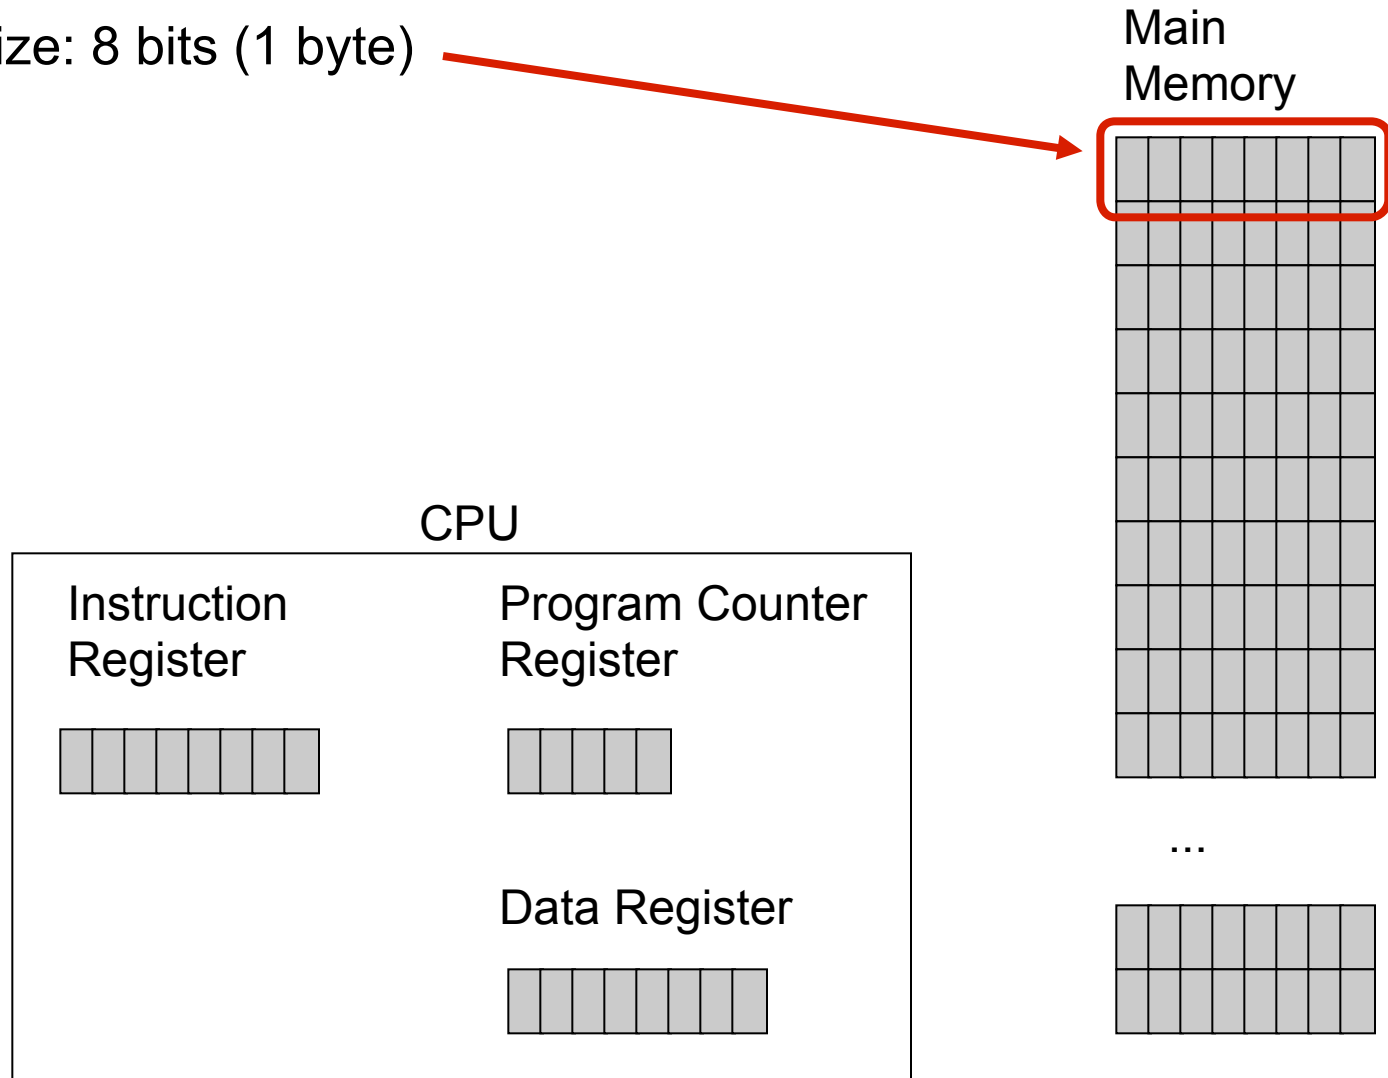 ize: 8 bits (1 byte)
Main
Memory
CPU
Instruction
Register
Program Counter
Register
...
Data Register